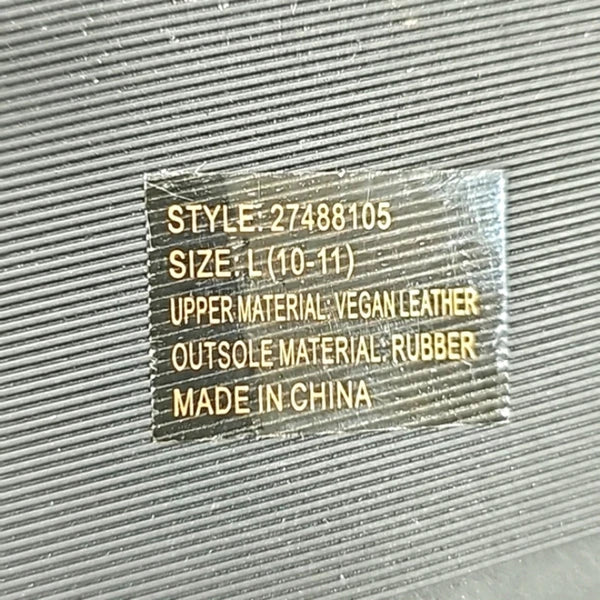 STYLE: 27488105
SIZE: L (10-11)
UPPER MATERIAL: VEGAN LEATHER
OUTSOLE MATERIAL: RUBBER
MADE IN CHINA